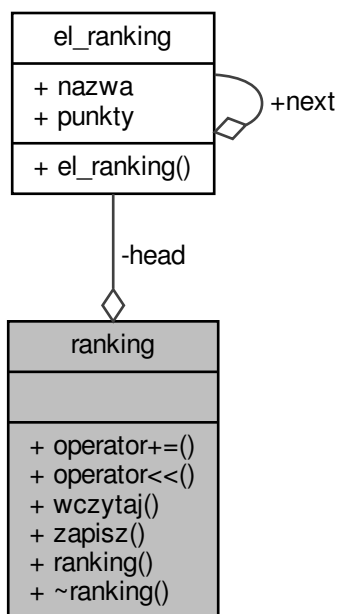 el_ranking
+ nazwa
+ punkty
+ el_ranking()
+next
-head
ranking
+ operator+=()
+ operator<<()
+ wczytaj()
+ zapisz()
+ ranking()
+ ~ranking()